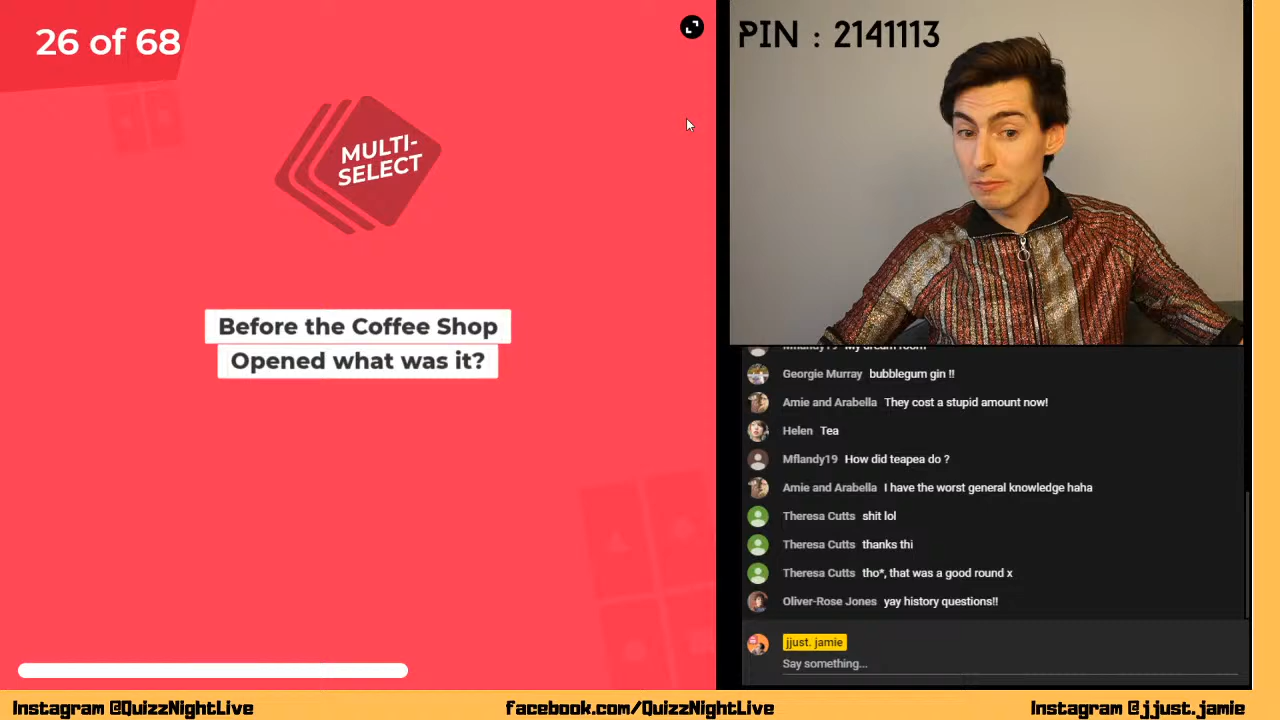 26 of 68
MULTI-
SELECT
Before the Coffee Shop
Opened what was it?
PIN : 2141113
Mflandy19 My dream room
Georgie Murray bubblegum gin !!
Amie and Arabella They cost a stupid amount now!
Helen Tea
Mflandy19 How did teapea do ?
Amie and Arabella I have the worst general knowledge haha
Theresa Cutts shit lol
Theresa Cutts thanks thi
Theresa Cutts tho*, that was a good round x
Oliver-Rose Jones yay history questions!!
jjust. jamie
Say something...
Instagram @QuizzNightLive
facebook.com/QuizzNightLive
Instagram @jjust.jamie